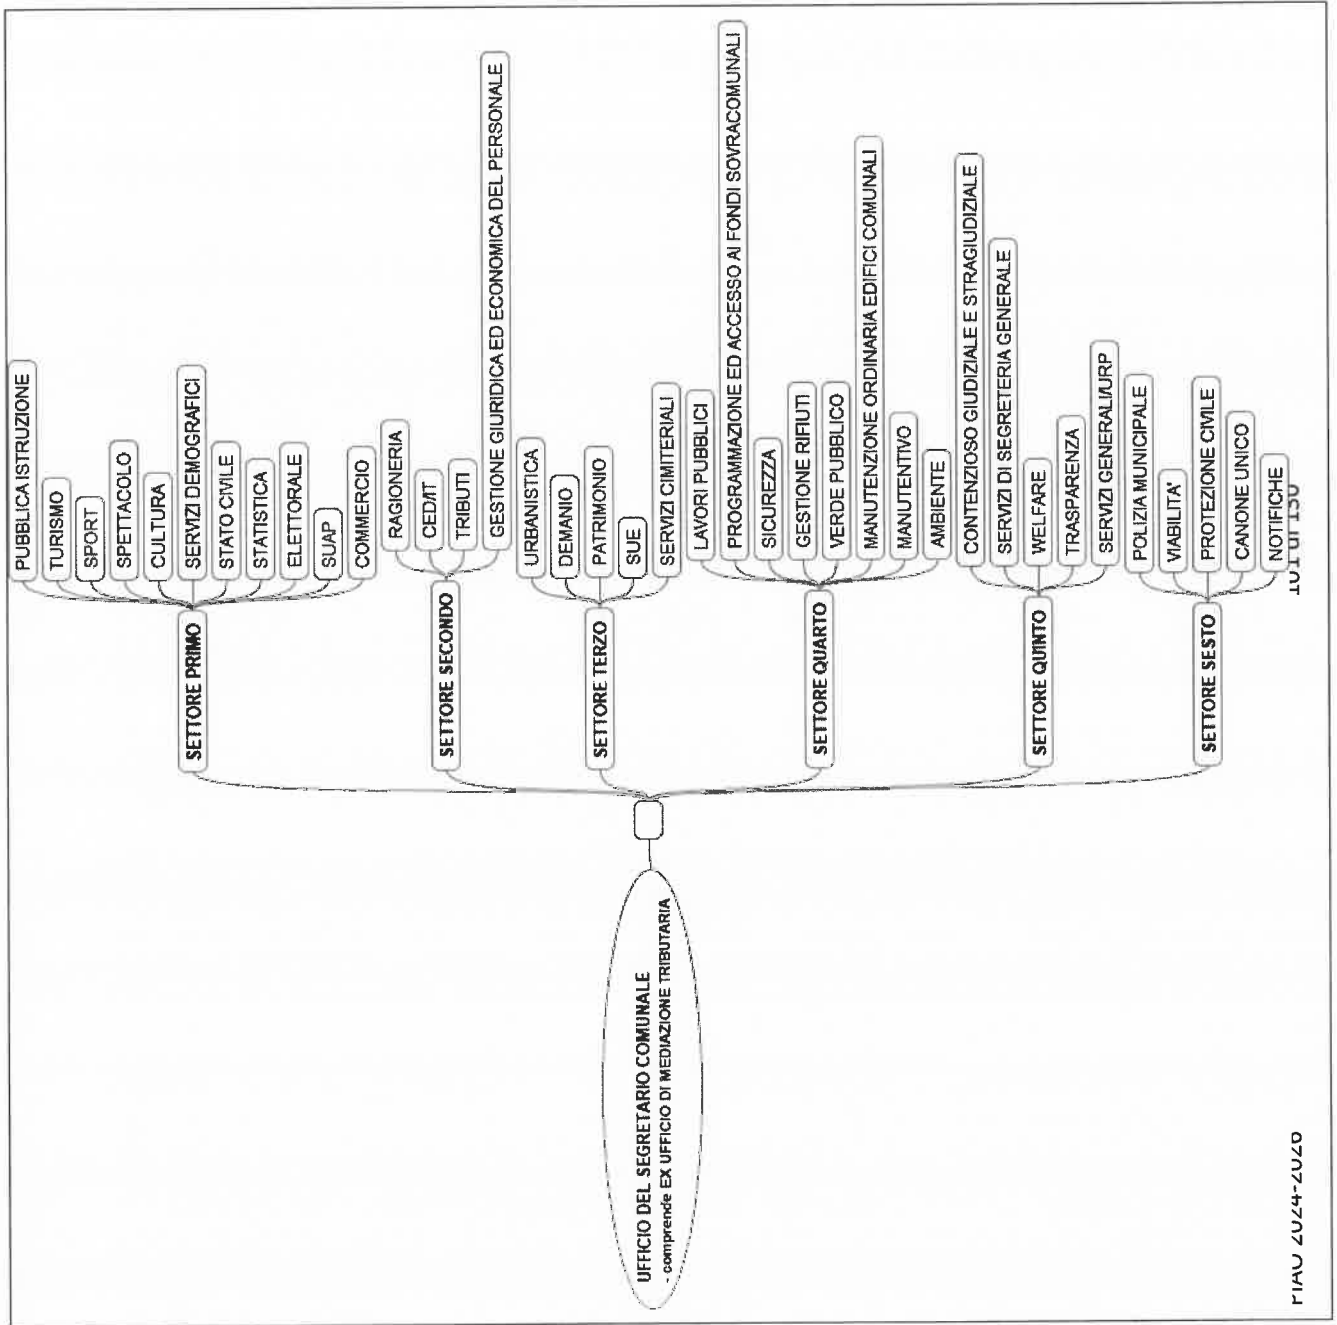 UFFICIO DEL SEGRETARIO COMUNALE
- comprende EX UFFICIO DI MEDIAZIONE TRIBUTARIA
SETTORE PRIMO
PUBBLICA ISTRUZIONE
TURISMO
SPORT
SPETTACOLO
CULTURA
SERVIZI DEMOGRAFICI
STATO CIVILE
STATISTICA
ELETTORALE
SUAP
COMMERCIO
SETTORE SECONDO
RAGIONERIA
CED/IT
TRIBUTI
GESTIONE GIURIDICA ED ECONOMICA DEL PERSONALE
SETTORE TERZO
URBANISTICA
DEMANIO
PATRIMONIO
SUE
SERVIZI CIMITERIALI
SETTORE QUARTO
LAVORI PUBBLICI
PROGRAMMAZIONE ED ACCESSO AI FONDI SOVRACOMUNALI
SICUREZZA
GESTIONE RIFIUTI
VERDE PUBBLICO
MANUTENZIONE ORDINARIA EDIFICI COMUNALI
MANUTENTIVO
AMBIENTE
SETTORE QUINTO
CONTENZIOSO GIUDIZIALE E STRAGIUDIZIALE
SERVIZI DI SEGRETERIA GENERALE
WELFARE
TRASPARENZA
SERVIZI GENERALI/URP
SETTORE SESTO
POLIZIA MUNICIPALE
VIABILITA'
PROTEZIONE CIVILE
CANONE UNICO
NOTIFICHE
PIAO 2024-2026